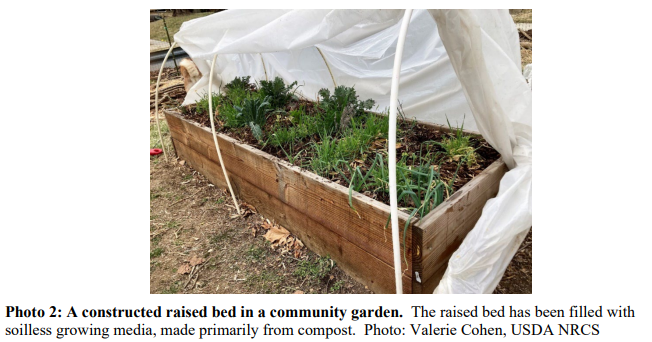 Photo 2: A constructed raised bed in a community garden.  The raised bed has been filled with
soilless growing media, made primarily from compost.  Photo: Valerie Cohen, USDA NRCS